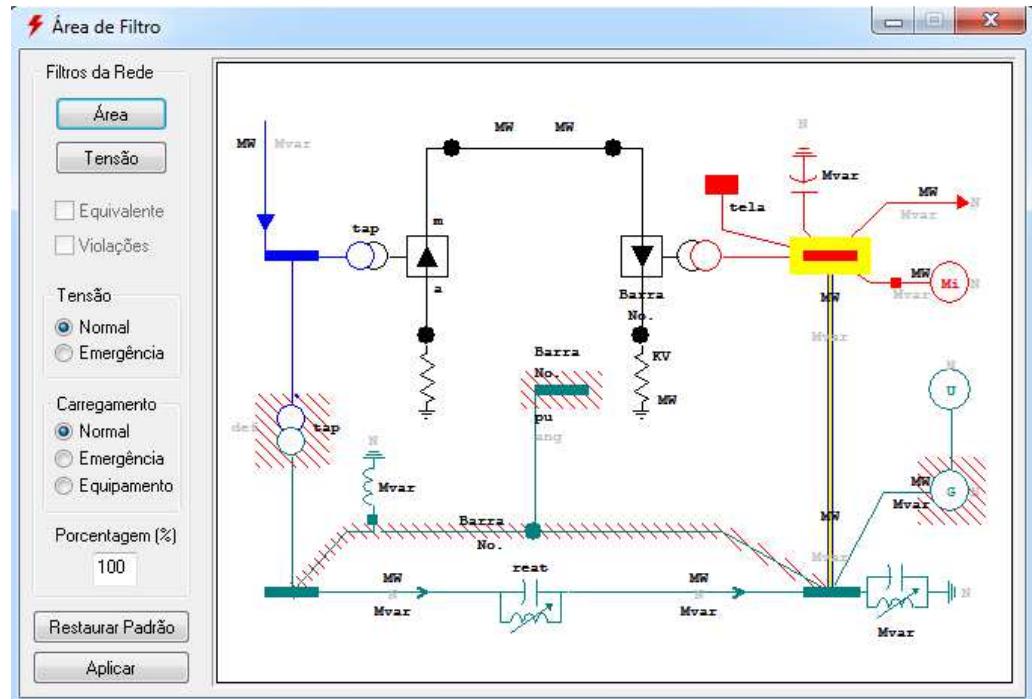 Área de Filtro
Filtros da Rede
Área
Tensão
Equivalente
Violações
Tensão
Normal
Emergência
Carregamento
Normal
Emergência
Equipamento
Porcentagem (%)
100
Restaurar Padrão
Aplicar
MW MW
N
MW Mvar
Mvar
MW
N
Mvar
tela
tap
m
a
MW
Mi N
Mvar
Barra
No.
MW
Mvar
Barra
No.
KV
MW
N
U
pu
ang
tap
N
MW
G N
Mvar
Mvar
Barra
No.
MW
Mvar
reat
MW
N
Mvar
MW
N
Mvar
N
Mvar